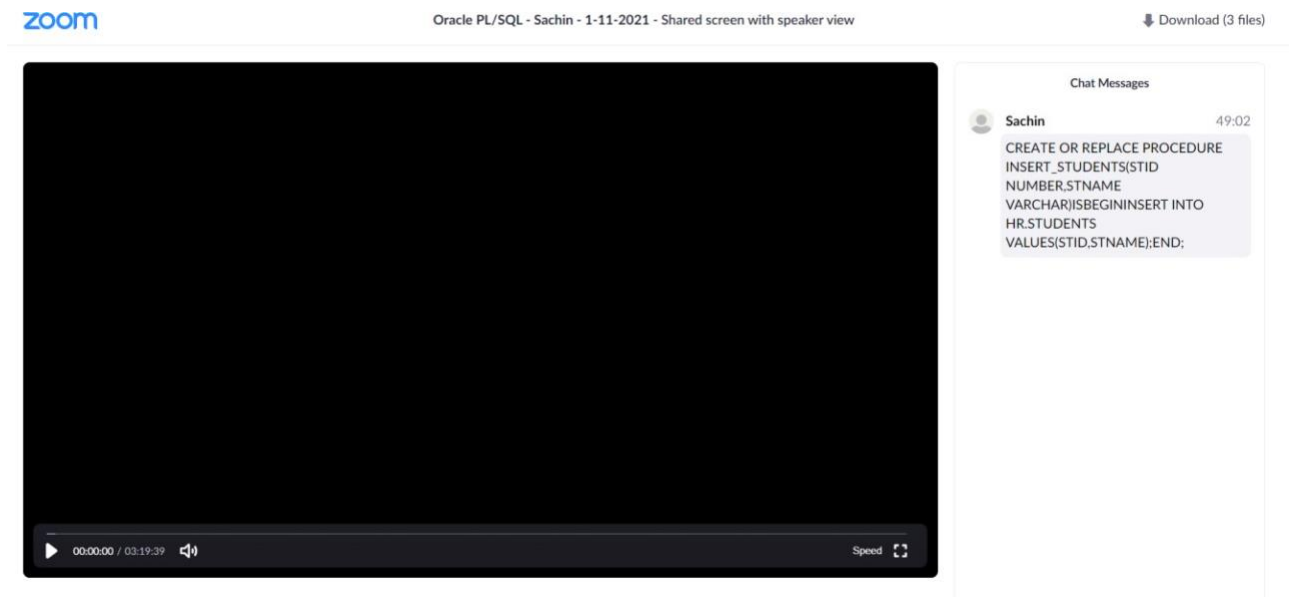 zoom
Oracle PL/SQL - Sachin - 1-11-2021 - Shared screen with speaker view
Download (3 files)
Chat Messages
Sachin 49:02
CREATE OR REPLACE PROCEDURE
INSERT_STUDENTS(STID
NUMBER,STNAME
VARCHAR)ISBEGININSERT INTO
HR.STUDENTS
VALUES(STID,STNAME);END;
00:00:00 / 03:19:39
Speed